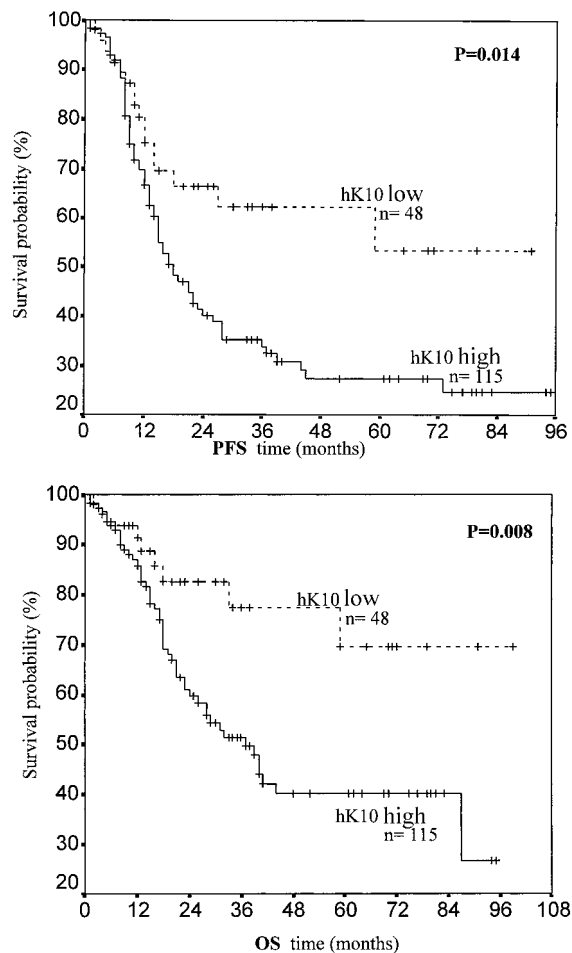 100
P=0.014
90
80
70
hK10 low
n= 48
60
50
40
hK10 high
n= 115
30
20
0 12 24 36 48 60 72 84 96
PFS time (months)
Survival probability (%)
100
P=0.008
90
80
hK10 low
n= 48
70
60
50
40
hK10 high
n= 115
30
20
0 12 24 36 48 60 72 84 96 108
OS time (months)
Survival probability (%)